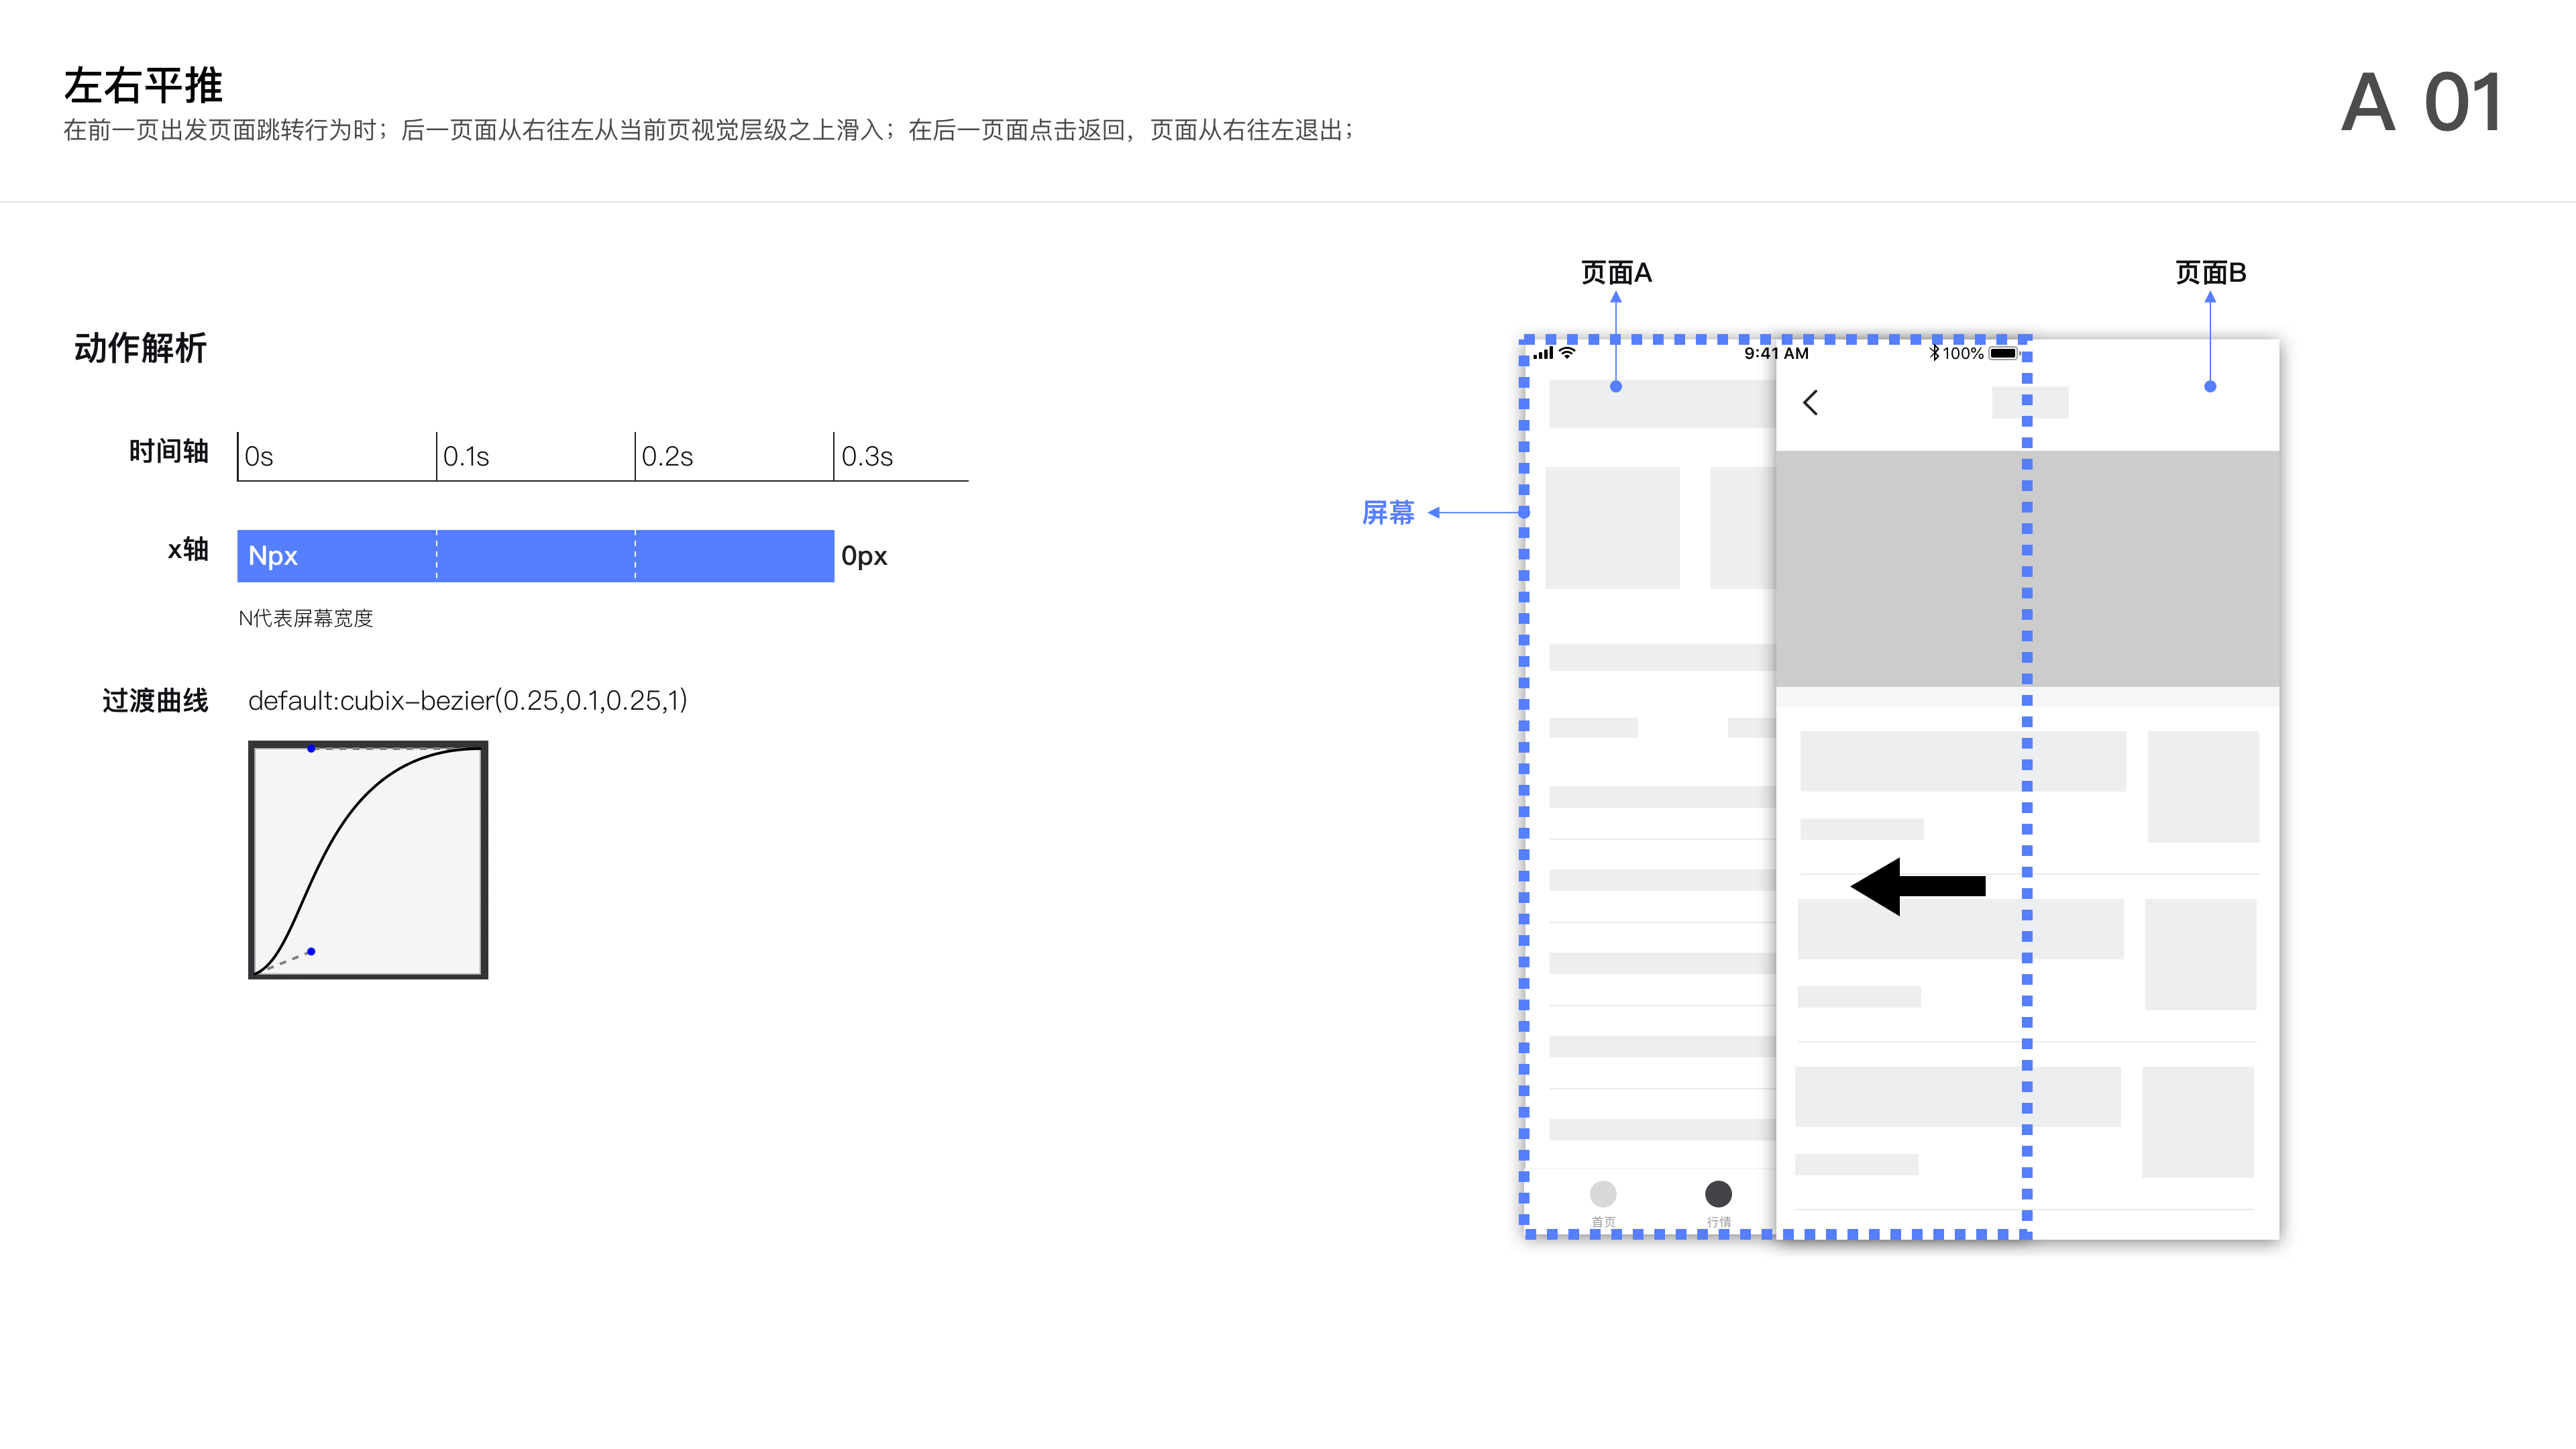 左右平推
A 01
在前一页出发页面跳转行为时；后一页面从右往左从当前页视觉层级之上滑入；在后一页面点击返回，页面从右往左退出；
页面A
页面B
动作解析
9:41 AM
100%
时间轴
0s
0.1s
0.2s
0.3s
屏幕
x轴
Npx
0px
N代表屏幕宽度
过渡曲线
default:cubix-bezier(0.25,0.1,0.25,1)
首页
行情